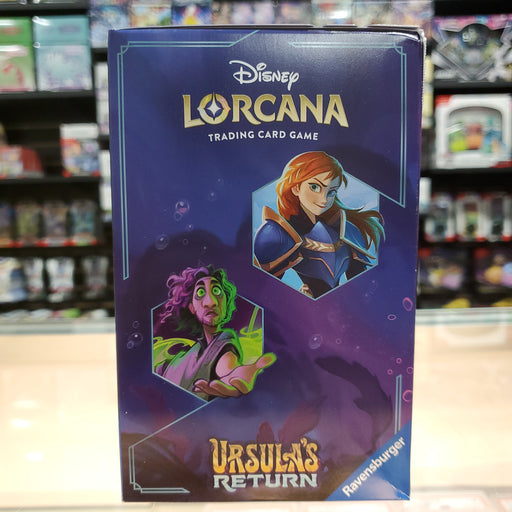 Disney
LORCANA
TRADING CARD GAME
URSULA'S
RETURN
Ravensburger